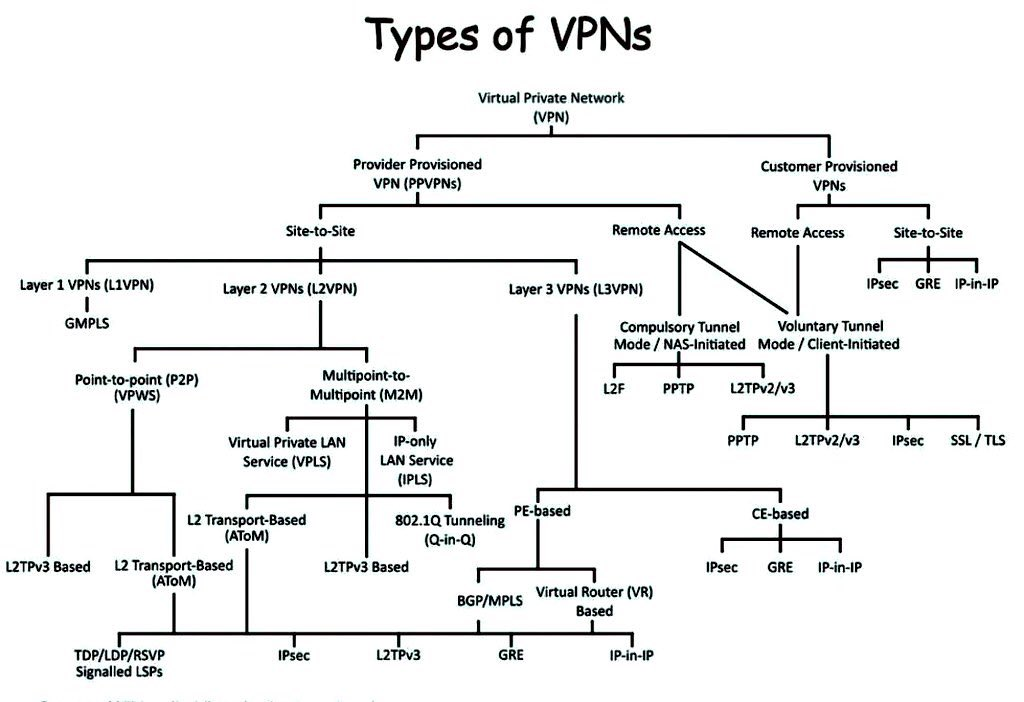 Types of VPNs
Virtual Private Network
(VPN)
Provider Provisioned
VPN (PPVPNs)
Customer Provisioned
VPNs
Site-to-Site
Remote Access
Remote Access
Site-to-Site
IPsec
GRE
IP-in-IP
Layer 1 VPNs (L1VPN)
Layer 2 VPNs (L2VPN)
Layer 3 VPNs (L3VPN)
GMPLS
Compulsory Tunnel
Mode / NAS-Initiated
Voluntary Tunnel
Mode / Client-Initiated
L2F
PPTP
L2TPv2/v3
Point-to-point (P2P)
(VPWS)
Multipoint-to-
Multipoint (M2M)
PPTP
L2TPv2/v3
IPsec
SSL / TLS
Virtual Private LAN
Service (VPLS)
IP-only
LAN Service
(IPLS)
L2 Transport-Based
(AToM)
802.1Q Tunneling
(Q-in-Q)
PE-based
CE-based
L2TPv3 Based
L2 Transport-Based
(AToM)
L2TPv3 Based
IPsec
GRE
IP-in-IP
BGP/MPLS
Virtual Router (VR)
Based
TDP/LDP/RSVP
Signalled LSPs
IPsec
L2TPv3
GRE
IP-in-IP